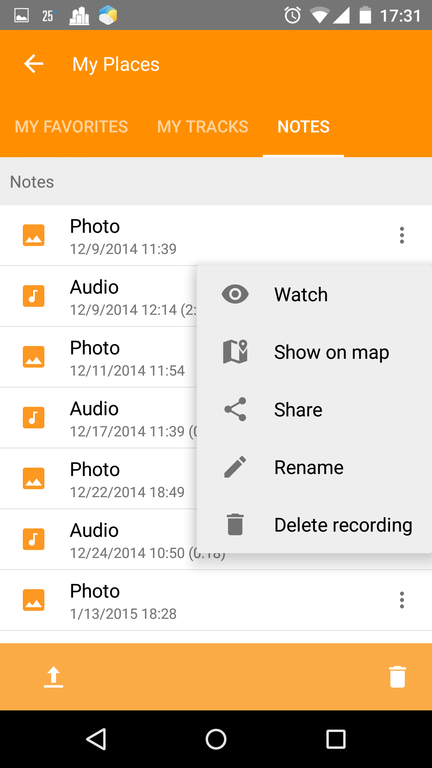 25
17:31
My Places
MY FAVORITES MY TRACKS NOTES
Notes
Photo
12/9/2014 11:39
Audio
12/9/2014 12:14 (2:
Photo
12/11/2014 11:54
Audio
12/17/2014 11:39
Photo
12/22/2014 18:49
Audio
12/24/2014 10:50 (0:18)
Photo
1/13/2015 18:28
Watch
Show on map
Share
Rename
Delete recording